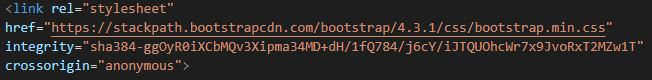 <link rel="stylesheet"
href="https://stackpath.bootstrapcdn.com/bootstrap/4.3.1/css/bootstrap.min.css"
integrity="sha384-ggOyR0iXCbMQv3Xipma34MD+dH/1fQ784/j6cY/iJTQUOhcWr7x9JvoRxT2MZw1T"
crossorigin="anonymous">